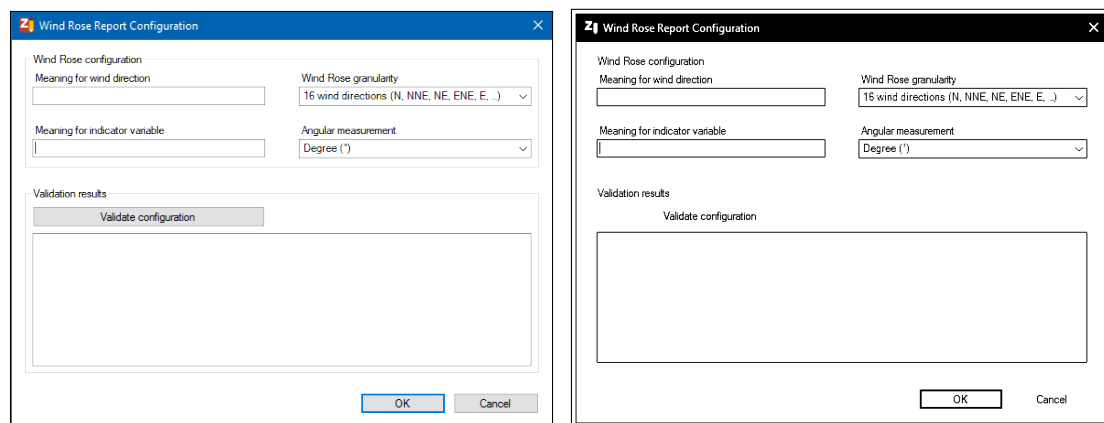 Wind Rose Report Configuration
Wind Rose configuration
Meaning for wind direction
Wind Rose granularity
16 wind directions (N, NNE, NE, ENE, E, ..)
Meaning for indicator variable
Angular measurement
Degree (°)
Validation results
Validate configuration
OK
Cancel
Wind Rose Report Configuration
Wind Rose configuration
Meaning for wind direction
Wind Rose granularity
16 wind directions (N, NNE, NE, ENE, E, ..)
Meaning for indicator variable
Angular measurement
Degree (°)
Validation results
Validate configuration
OK
Cancel